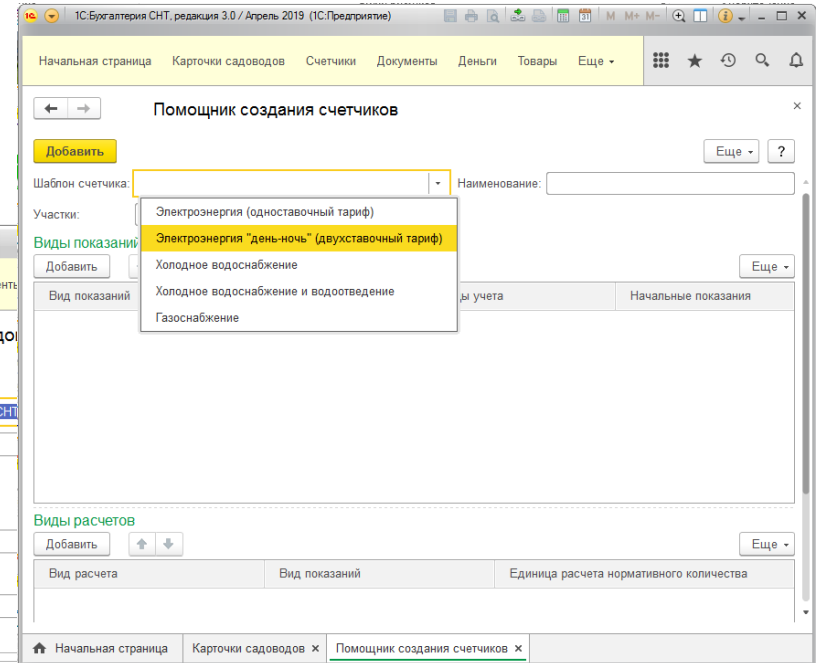 1С:Бухгалтерия СНТ, редакция 3.0 / Апрель 2019 (1С:Предприятие)
M M+ M-
Начальная страница Карточки садоводов Счетчики Документы Деньги Товары Еще
Помощник создания счетчиков
Добавить Еще ?
Шаблон счетчика: Наименование:
Участки:
Электроэнергия (одноставочный тариф)
Электроэнергия "день-ночь" (двухставочный тариф)
Холодное водоснабжение
Холодное водоснабжение и водоотведение
Газоснабжение
Виды показаний
Добавить Еще
Вид показаний ы учета Начальные показания
СНТ
Виды расчетов
Добавить Еще
Вид расчета Вид показаний Единица расчета нормативного количества
Начальная страница Карточки садоводов × Помощник создания счетчиков ×